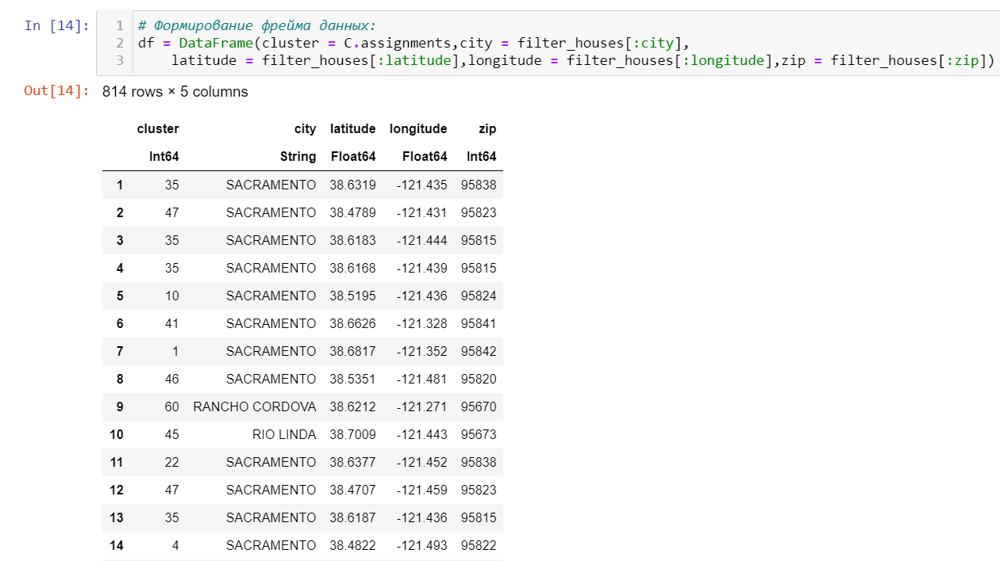 In [14]:
1 # Формирование фрейма данных:
2 df = DataFrame(cluster = C.assignments,city = filter_houses[:city],
3 latitude = filter_houses[:latitude],longitude = filter_houses[:longitude],zip = filter_houses[:zip])
Out[14]: 814 rows × 5 columns
cluster city latitude longitude zip
Int64 String Float64 Float64 Int64
1 35 SACRAMENTO 38.6319 -121.435 95838
2 47 SACRAMENTO 38.4789 -121.431 95823
3 35 SACRAMENTO 38.6183 -121.444 95815
4 35 SACRAMENTO 38.6168 -121.439 95815
5 10 SACRAMENTO 38.5195 -121.436 95824
6 41 SACRAMENTO 38.6626 -121.328 95841
7 1 SACRAMENTO 38.6817 -121.352 95842
8 46 SACRAMENTO 38.5351 -121.481 95820
9 60 RANCHO CORDOVA 38.6212 -121.271 95670
10 45 RIO LINDA 38.7009 -121.443 95673
11 22 SACRAMENTO 38.6377 -121.452 95838
12 47 SACRAMENTO 38.4707 -121.459 95823
13 35 SACRAMENTO 38.6187 -121.436 95815
14 4 SACRAMENTO 38.4822 -121.493 95822